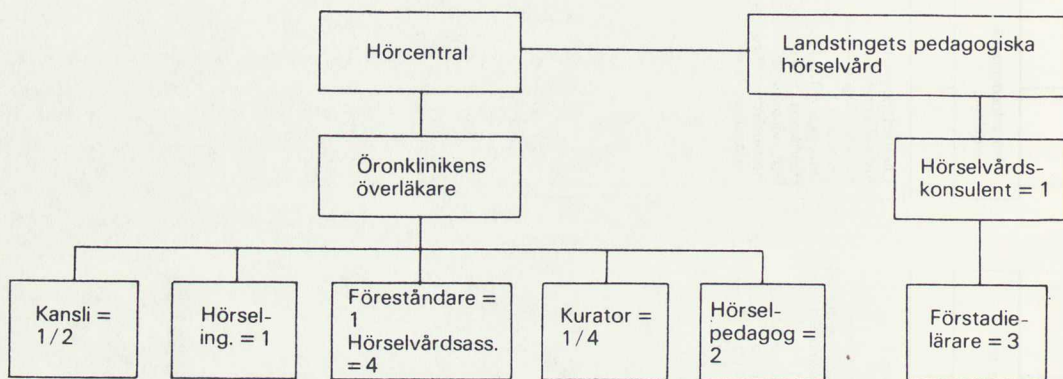 Hörcentral
Landstingets pedagogiska
hörselvård
Öronklinikens
överläkare
Hörselvårds-
konsulent = 1
Kansli =
1/2
Hörsel-
ing. = 1
Föreståndare =
1
Hörselvårdsass.
= 4
Kurator =
1/4
Hörsel-
pedagog =
2
Förstadie-
lärare = 3